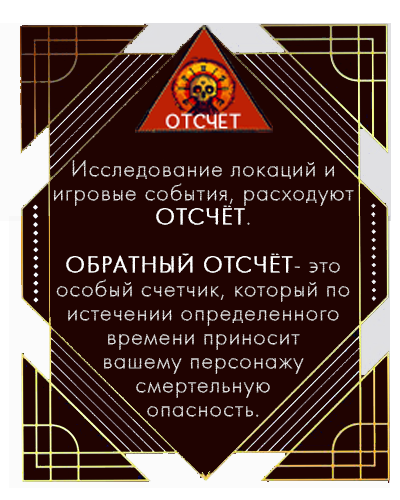 ОТСЧЕТ
Исследование локаций и
игровые события, расходуют
ОТСЧЁТ.
ОБРАТНЫЙ ОТСЧЁТ- это
особый счетчик, который по
истечении определенного
времени приносит
вашему персонажу
смертельную
опасность.